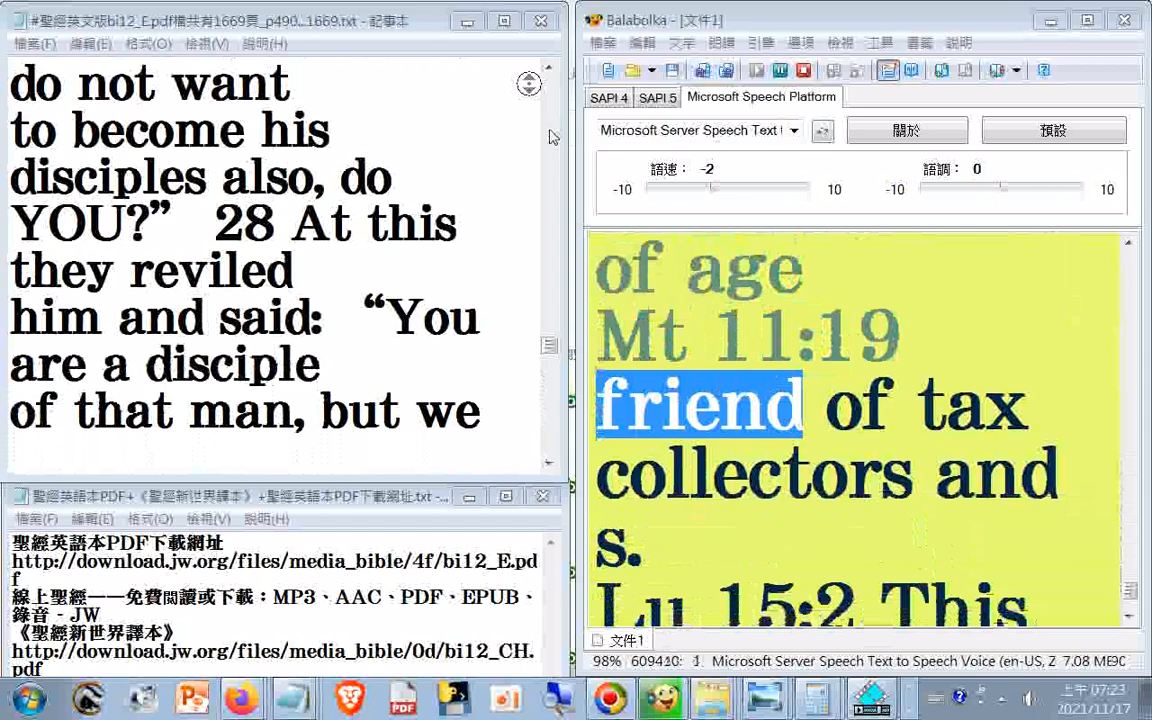 #聖經英文版bi12_E.pdf檔共有1669頁_p490...1669.txt - 記事本
檔案(F) 編輯(E) 格式(O) 檢視(V) 說明(H)
do not want
to become his
disciples also, do
YOU?” 28 At this
they reviled
him and said: “You
are a disciple
of that man, but we
聖經英語本PDF+《聖經新世界譯本》+聖經英語本PDF下載網址.txt -...
檔案(F) 編輯(E) 格式(O) 檢視(V) 說明(H)
聖經英語本PDF下載網址
http://download.jw.org/files/media_bible/4f/bi12_E.pd
f
線上聖經——免費閱讀或下載：MP3、AAC、PDF、EPUB、
錄音 - JW
《聖經新世界譯本》
http://download.jw.org/files/media_bible/0d/bi12_CH.
pdf
Balabolka - [文件1]
檔案 編輯 文字 朗讀 引擎 選項 檢視 工具 書籤 說明
SAPI 4 SAPI 5 Microsoft Speech Platform
Microsoft Server Speech Text 關於 預設
語速： -2 語調： 0
-10 10 -10 10
of age
Mt 11:19
friend of tax
collectors and
s.
Lu 15:2 This
文件1
98% 609410: 1 Microsoft Server Speech Text to Speech Voice (en-US, Z 7.08 ME
上午 07:23
2021/11/17